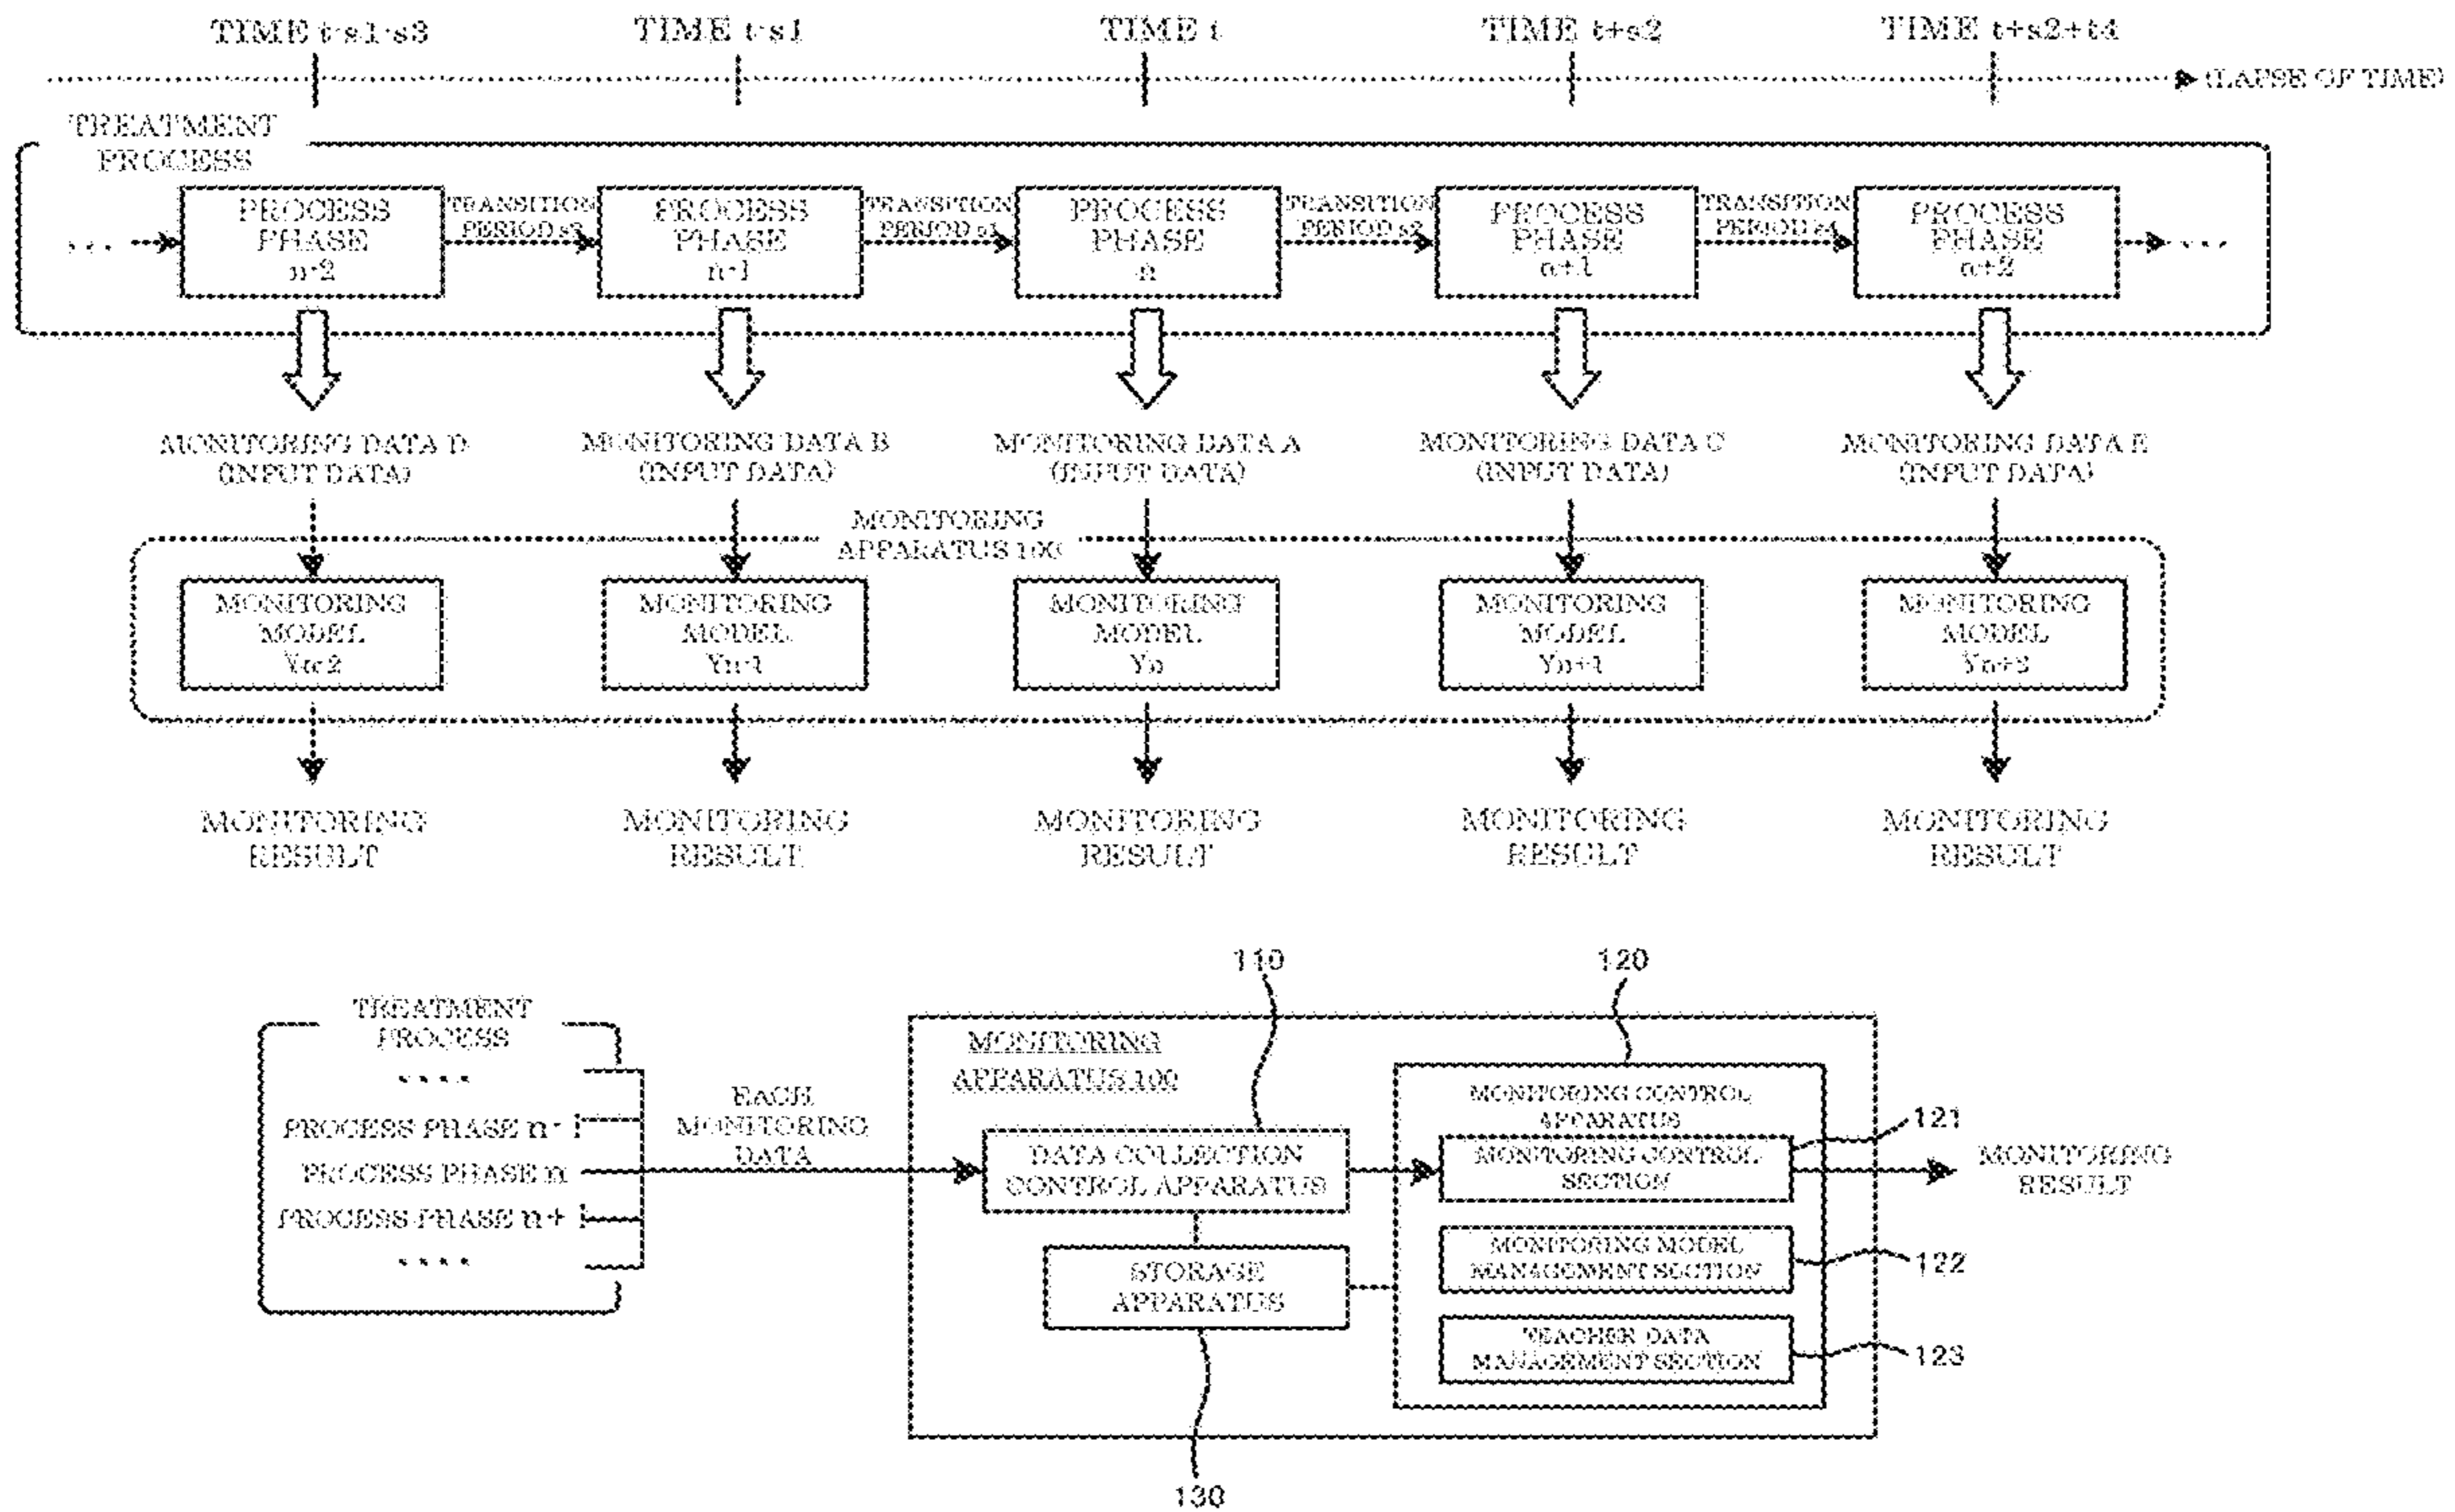 TIME t-s1-s3 TIME t-s1 TIME t TIME t+s2 TIME t+s2+t4
(LAPSE OF TIME)
TREATMENT
PROCESS
PROCESS
PHASE
n-2
TRANSITION
PERIOD s3
PROCESS
PHASE
n-1
TRANSITION
PERIOD s1
PROCESS
PHASE
n
TRANSITION
PERIOD s2
PROCESS
PHASE
n+1
TRANSITION
PERIOD
PROCESS
PHASE
n+2
MONITORING DATA D
(INPUT DATA)
MONITORING DATA B
(INPUT DATA)
MONITORING DATA A
(INPUT DATA)
MONITORING DATA C
(INPUT DATA)
MONITORING DATA E
(INPUT DATA)
MONITORING
APPARATUS 100
MONITORING
MODEL
Yn-2
MONITORING
MODEL
Yn-1
MONITORING
MODEL
Yn
MONITORING
MODEL
Yn+1
MONITORING
MODEL
Yn+2
MONITORING
RESULT
MONITORING
RESULT
MONITORING
RESULT
MONITORING
RESULT
MONITORING
RESULT
110
120
TREATMENT
PROCESS
....
PROCESS PHASE n-1
PROCESS PHASE n
PROCESS PHASE n+1
....
EACH
MONITORING
DATA
MONITORING
APPARATUS 100
DATA COLLECTION
CONTROL APPARATUS
STORAGE
APPARATUS
130
MONITORING CONTROL
APPARATUS
MONITORING CONTROL
SECTION
121
MONITORING MODEL
MANAGEMENT SECTION
122
TEACHER DATA
MANAGEMENT SECTION
123
MONITORING
RESULT